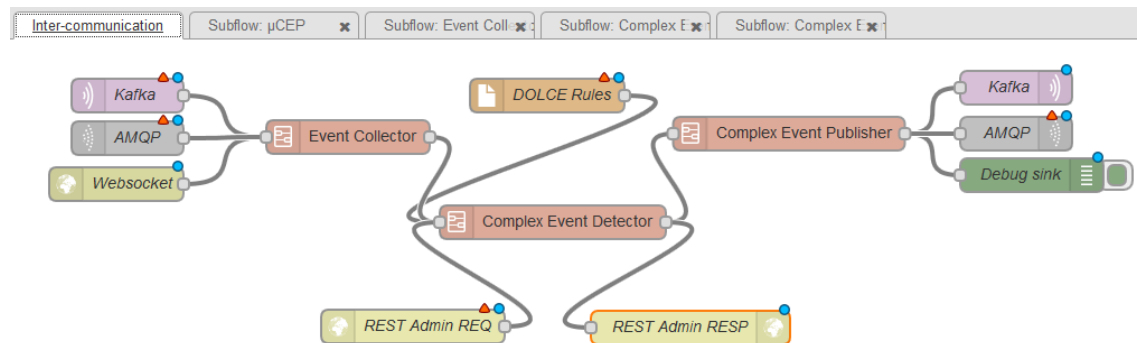 Inter-communication
Subflow: µCEP
Subflow: Event Coll
Subflow: Complex E
Subflow: Complex E
Kafka
DOLCE Rules
Kafka
AMQP
Event Collector
Complex Event Publisher
AMQP
Websocket
Debug sink
Complex Event Detector
REST Admin REQ
REST Admin RESP